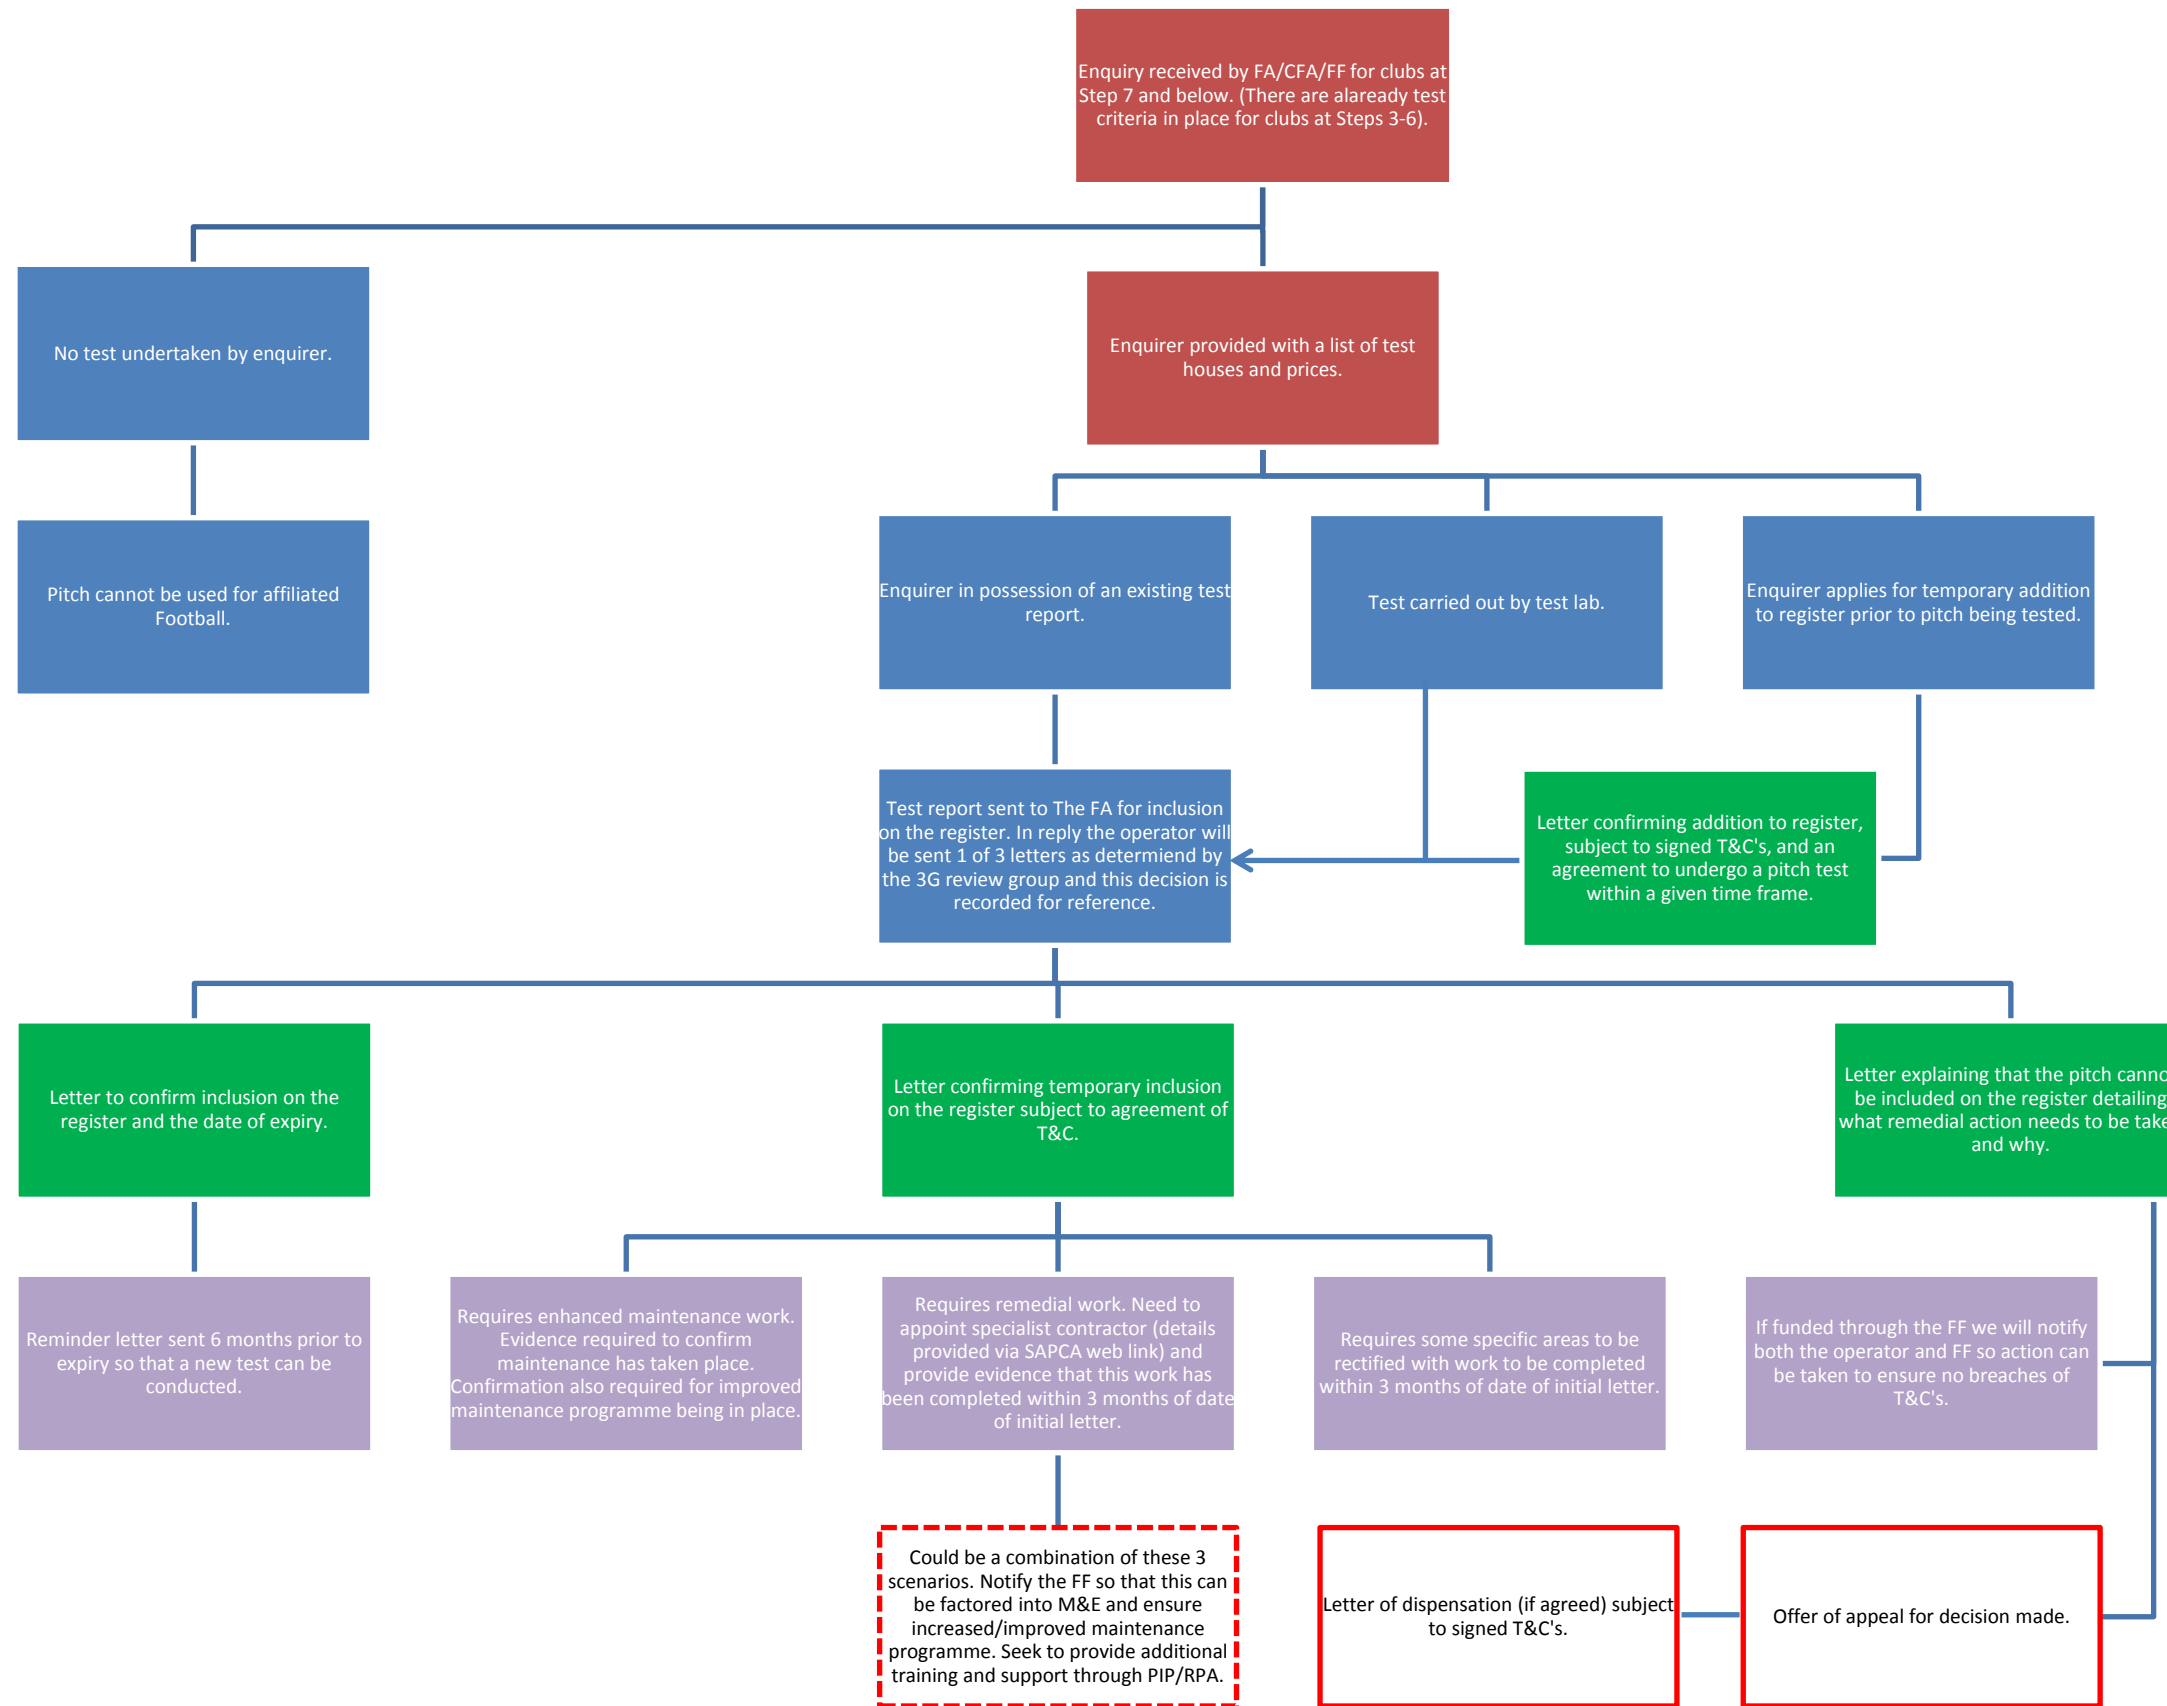 Enquiry received by FA/CFA/FF for clubs at
Step 7 and below. (There are alaready test
criteria in place for clubs at Steps 3-6).
No test undertaken by enquirer.
Enquirer provided with a list of test
houses and prices.
Pitch cannot be used for affiliated
Football.
Enquirer in possession of an existing test
report.
Test carried out by test lab.
Enquirer applies for temporary addition
to register prior to pitch being tested.
Test report sent to The FA for inclusion
on the register. In reply the operator will
be sent 1 of 3 letters as determiend by
the 3G review group and this decision is
recorded for reference.
Letter confirming addition to register,
subject to signed T&C's, and an
agreement to undergo a pitch test
within a given time frame.
Letter to confirm inclusion on the
register and the date of expiry.
Letter confirming temporary inclusion
on the register subject to agreement of
T&C.
Letter explaining that the pitch canno
be included on the register detailing
what remedial action needs to be take
and why.
Reminder letter sent 6 months prior to
expiry so that a new test can be
conducted.
Requires enhanced maintenance work.
Evidence required to confirm
maintenance has taken place.
Confirmation also required for improved
maintenance programme being in place.
Requires remedial work. Need to
appoint specialist contractor (details
provided via SAPCA web link) and
provide evidence that this work has
been completed within 3 months of date
of initial letter.
Requires some specific areas to be
rectified with work to be completed
within 3 months of date of initial letter.
If funded through the FF we will notify
both the operator and FF so action can
be taken to ensure no breaches of
T&C's.
Could be a combination of these 3
scenarios. Notify the FF so that this can
be factored into M&E and ensure
increased/improved maintenance
programme. Seek to provide additional
training and support through PIP/RPA.
Letter of dispensation (if agreed) subject
to signed T&C's.
Offer of appeal for decision made.